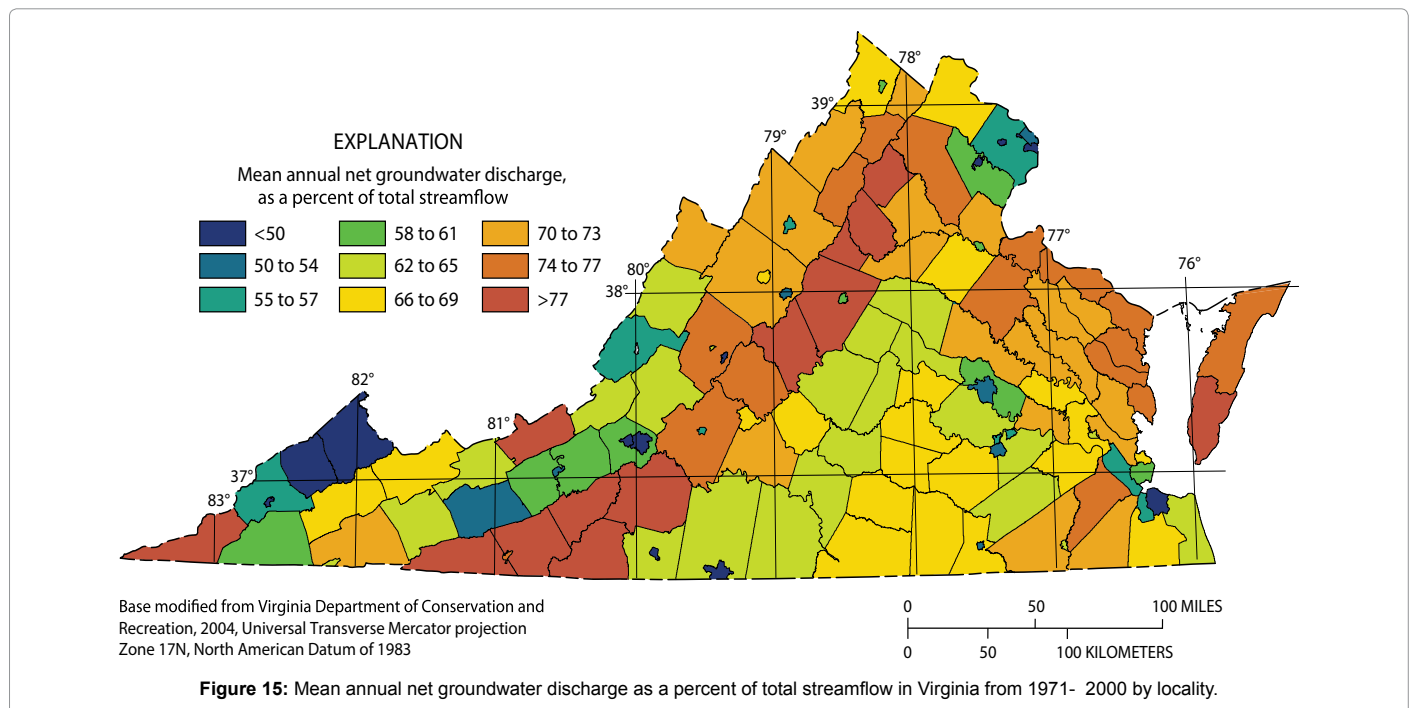 EXPLANATION
Mean annual net groundwater discharge,
as a percent of total streamflow
<50
58 to 61
70 to 73
50 to 54
62 to 65
74 to 77
55 to 57
66 to 69
>77
78°
39°
79°
77°
80°
38°
76°
82°
81°
37°
83°
Base modified from Virginia Department of Conservation and
Recreation, 2004, Universal Transverse Mercator projection
Zone 17N, North American Datum of 1983
0 50 100 MILES
0 50 100 KILOMETERS
Figure 15: Mean annual net groundwater discharge as a percent of total streamflow in Virginia from 1971- 2000 by locality.